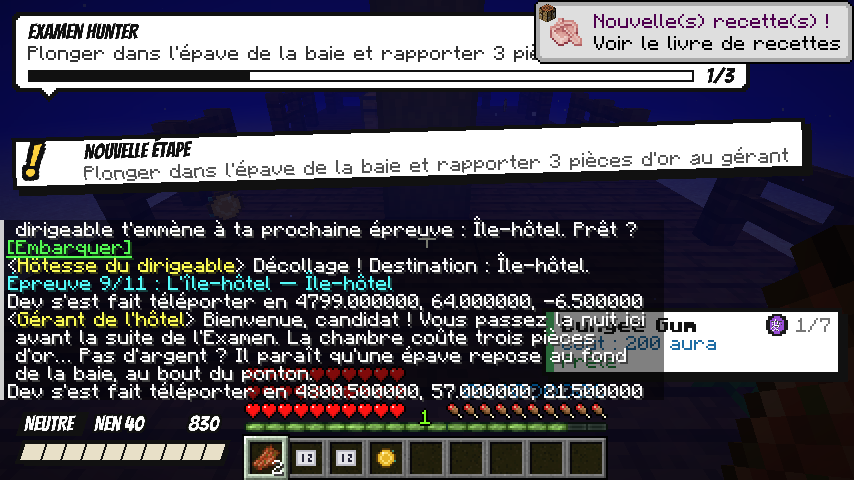 EXAMEN HUNTER
Plonger dans l'épave de la baie et rapporter 3 piè
1/3
Nouvelle(s) recette(s) !
Voir le livre de recettes
NOUVELLE ÉTAPE
Plonger dans l'épave de la baie et rapporter 3 pièces d'or au gérant
dirigeable t'emmène à ta prochaine épreuve : Île-hôtel. Prêt ?
[Embarquer]
<Hôtesse du dirigeable> Décollage ! Destination : Île-hôtel.
Épreuve 9/11 : L'Île-hôtel — Île-hôtel
Dev s'est fait téléporter en 4799.000000, 64.000000, -6.500000
<Gérant de l'hôtel> Bienvenue, candidat ! Vous passez la nuit ici
avant la suite de l'Examen. La chambre coûte trois pièces
d'or... Pas d'argent ? Il paraît qu'une épave repose au fond
de la baie, au bout du ponton.
Dev s'est fait téléporter en 4800.500000, 57.000000, 21.500000
Bungee Gum
1/7
: 200 aura
NEUTRE
NEN 40
830
1
2
12
12